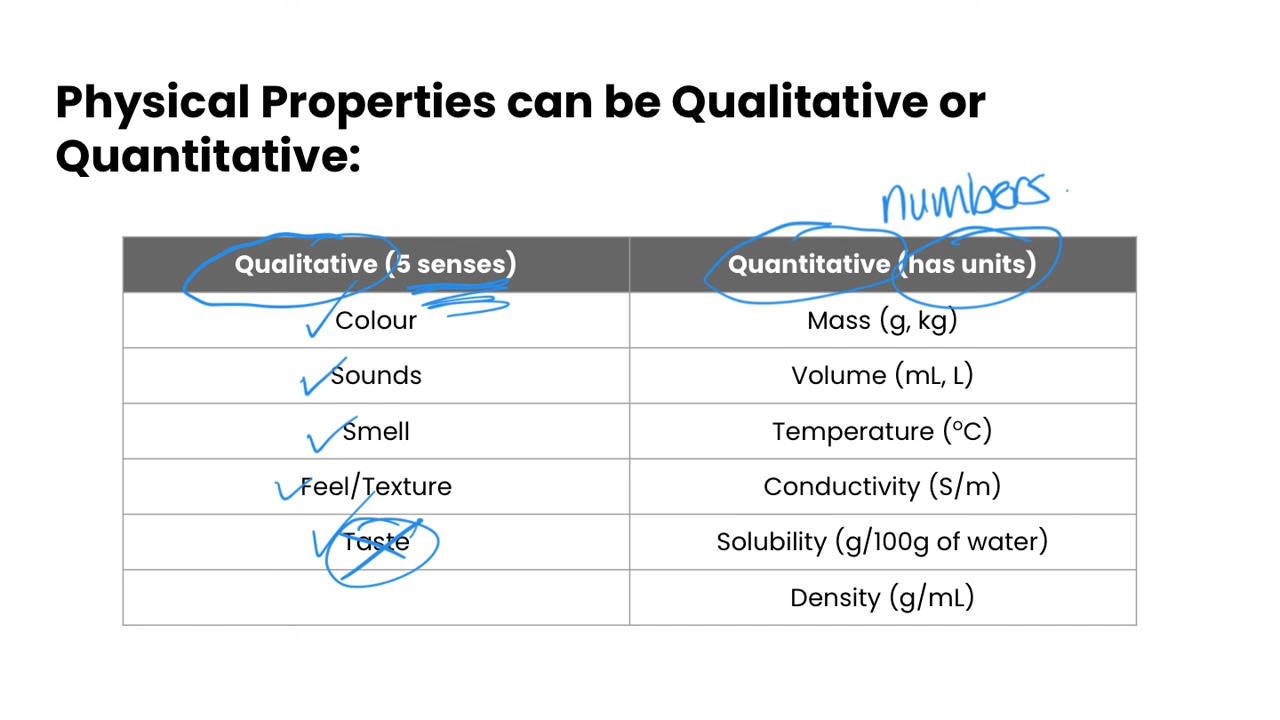 Physical Properties can be Qualitative or
Quantitative:
numbers
Qualitative (5 senses)
Quantitative (has units)
Colour
Mass (g, kg)
Sounds
Volume (mL, L)
Smell
Temperature (°C)
Feel/Texture
Conductivity (S/m)
Taste
Solubility (g/100g of water)
Density (g/mL)